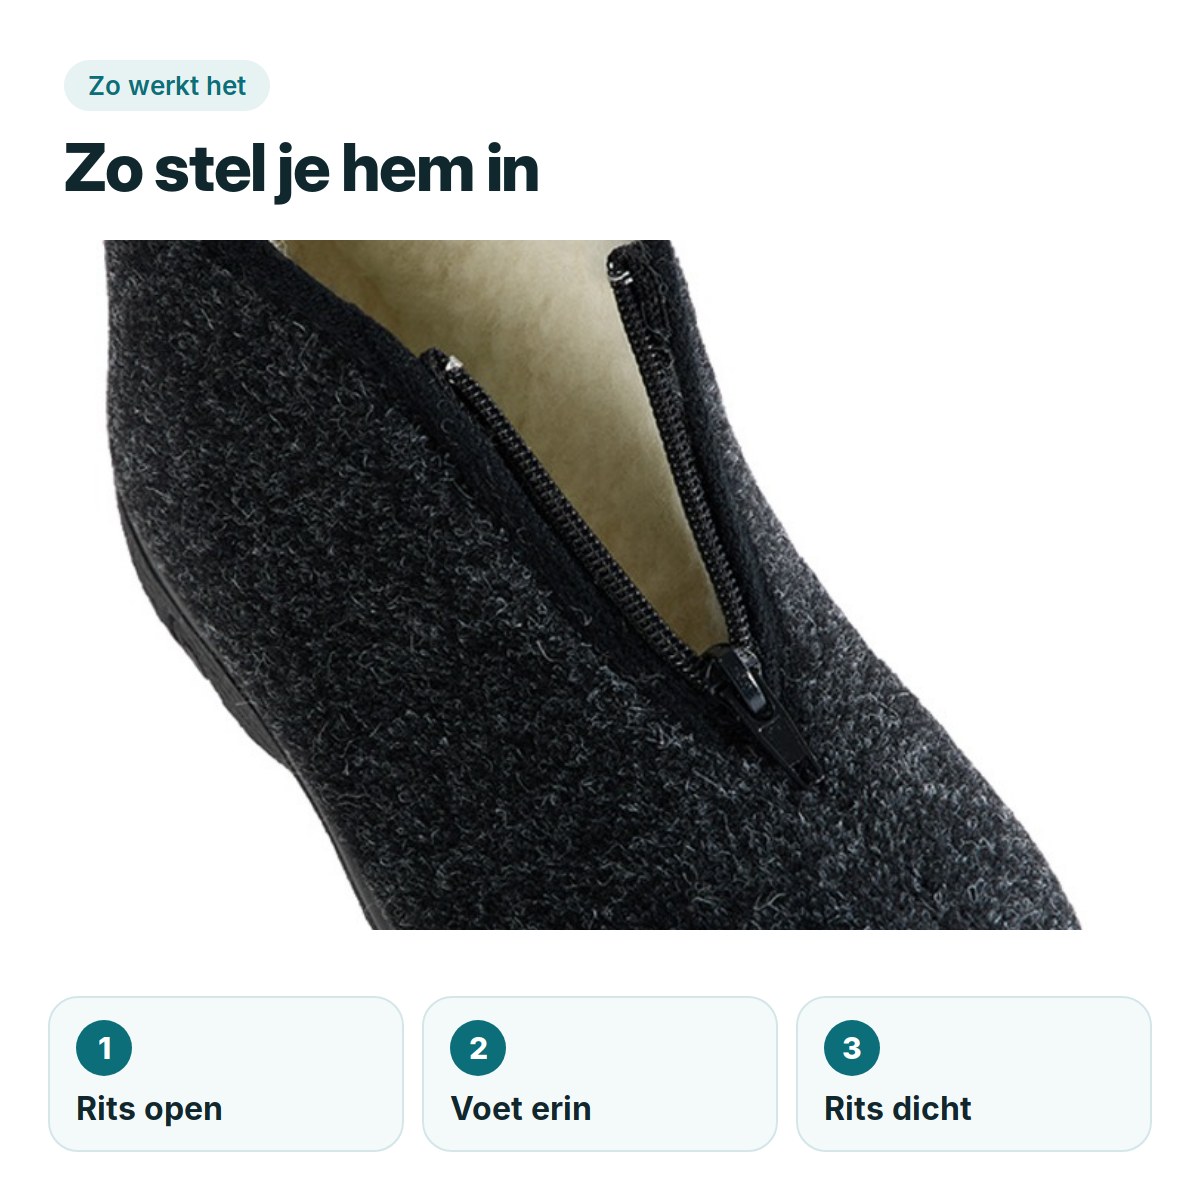 Zo werkt het
Zo stel je hem in
1
Rits open
2
Voet erin
3
Rits dicht